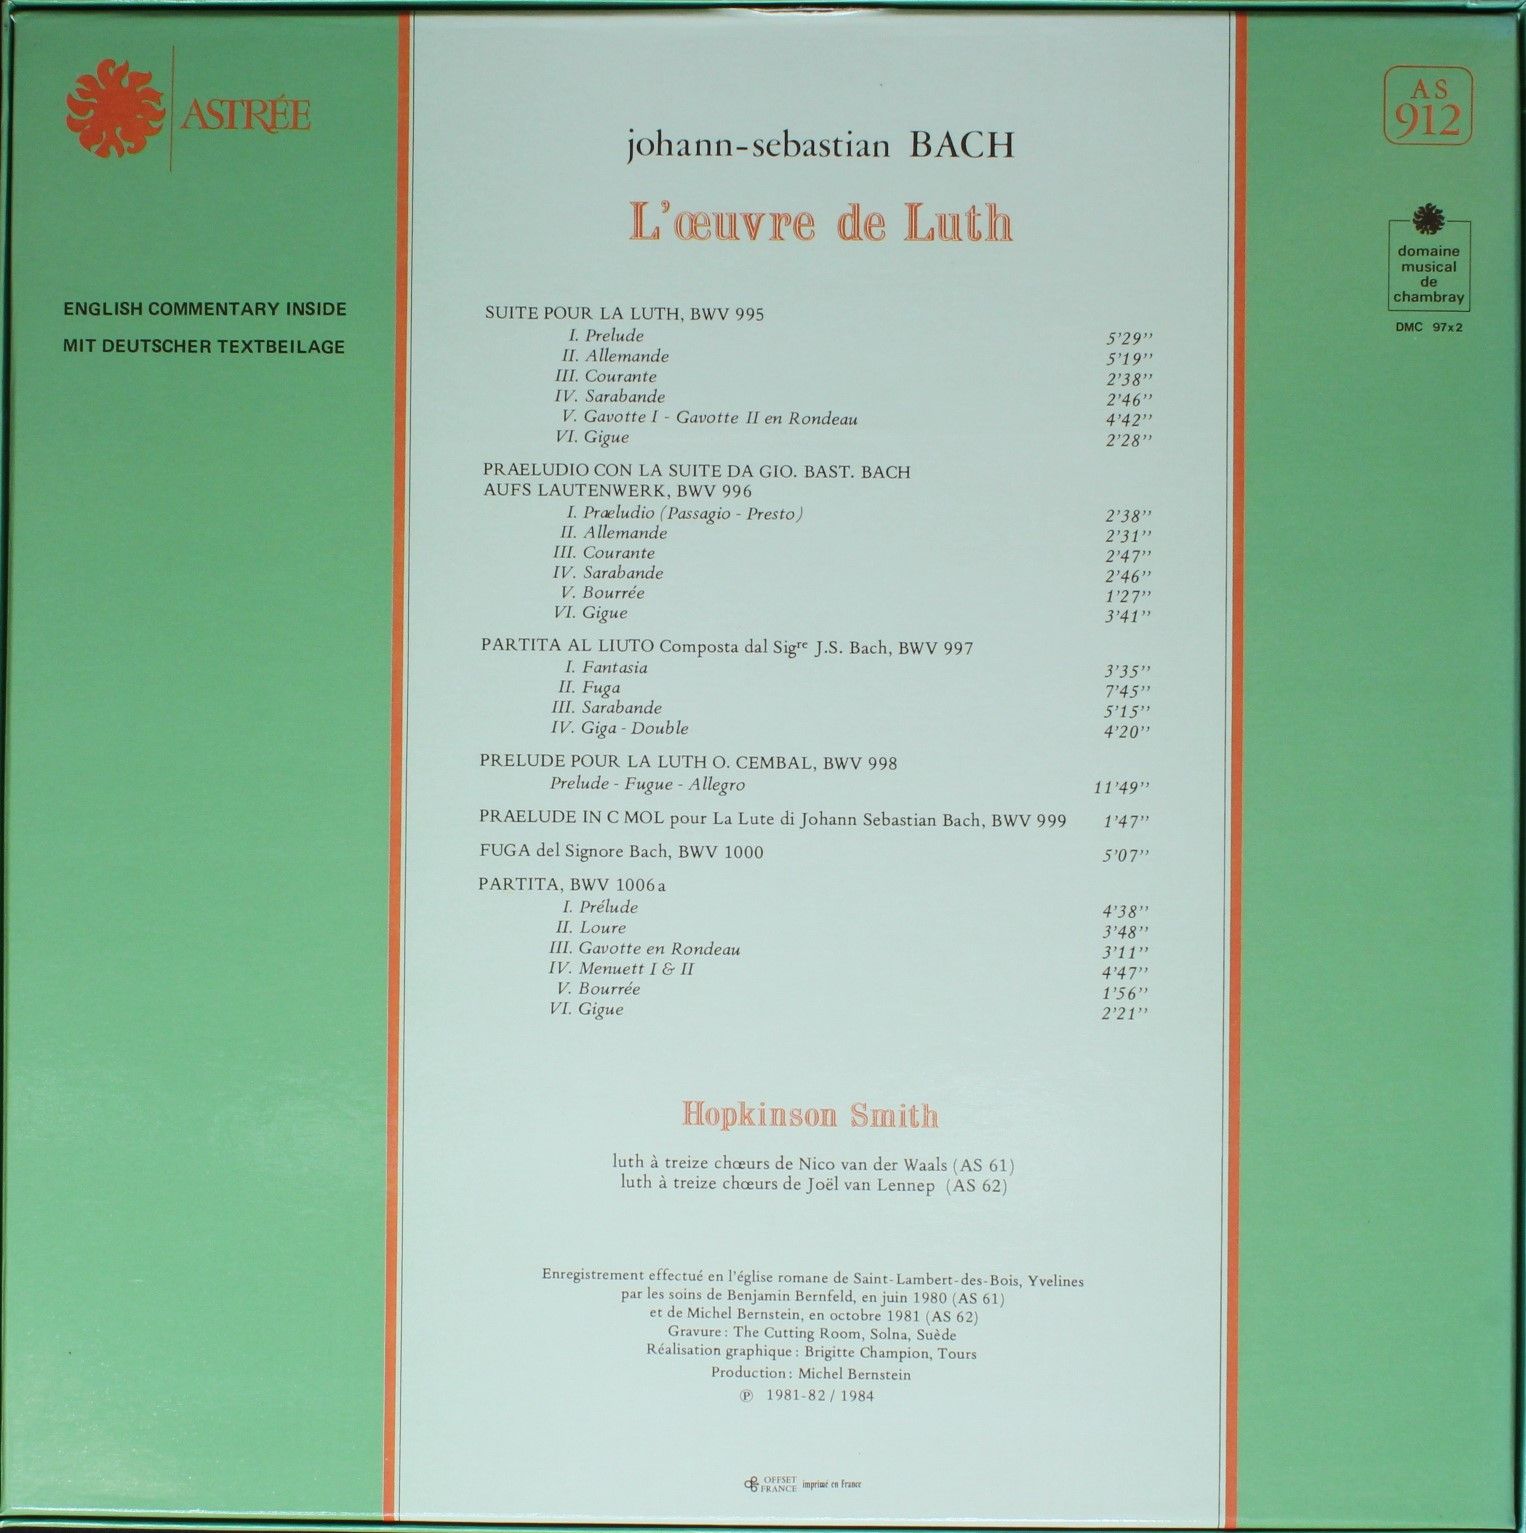 ASTRÉE
AS
912
domaine
musical
de
chambray
DMC 97x2
ENGLISH COMMENTARY INSIDE
MIT DEUTSCHER TEXTBEILAGE
johann-sebastian BACH
L'œuvre de Luth
SUITE POUR LA LUTH, BWV 995
I. Prelude 5'29''
II. Allemande 5'19''
III. Courante 2'38''
IV. Sarabande 2'46''
V. Gavotte I - Gavotte II en Rondeau 4'42''
VI. Gigue 2'28''
PRAELUDIO CON LA SUITE DA GIO. BAST. BACH
AUFS LAUTENWERK, BWV 996
I. Præludio (Passagio - Presto) 2'38''
II. Allemande 2'31''
III. Courante 2'47''
IV. Sarabande 2'46''
V. Bourrée 1'27''
VI. Gigue 3'41''
PARTITA AL LIUTO Composta dal Sigre J.S. Bach, BWV 997
I. Fantasia 3'35''
II. Fuga 7'45''
III. Sarabande 5'15''
IV. Giga - Double 4'20''
PRELUDE POUR LA LUTH O. CEMBAL, BWV 998
Prelude - Fugue - Allegro 11'49''
PRAELUDE IN C MOL pour La Lute di Johann Sebastian Bach, BWV 999 1'47''
FUGA del Signore Bach, BWV 1000 5'07''
PARTITA, BWV 1006a
I. Prélude 4'38''
II. Loure 3'48''
III. Gavotte en Rondeau 3'11''
IV. Menuett I & II 4'47''
V. Bourrée 1'56''
VI. Gigue 2'21''
Hopkinson Smith
luth à treize chœurs de Nico van der Waals (AS 61)
luth à treize chœurs de Joël van Lennep (AS 62)
Enregistrement effectué en l'église romane de Saint-Lambert-des-Bois, Yvelines
par les soins de Benjamin Bernfeld, en juin 1980 (AS 61)
et de Michel Bernstein, en octobre 1981 (AS 62)
Gravure : The Cutting Room, Solna, Suède
Réalisation graphique : Brigitte Champion, Tours
Production : Michel Bernstein
℗ 1981-82 / 1984
OFFSET
FRANCE imprimé en France